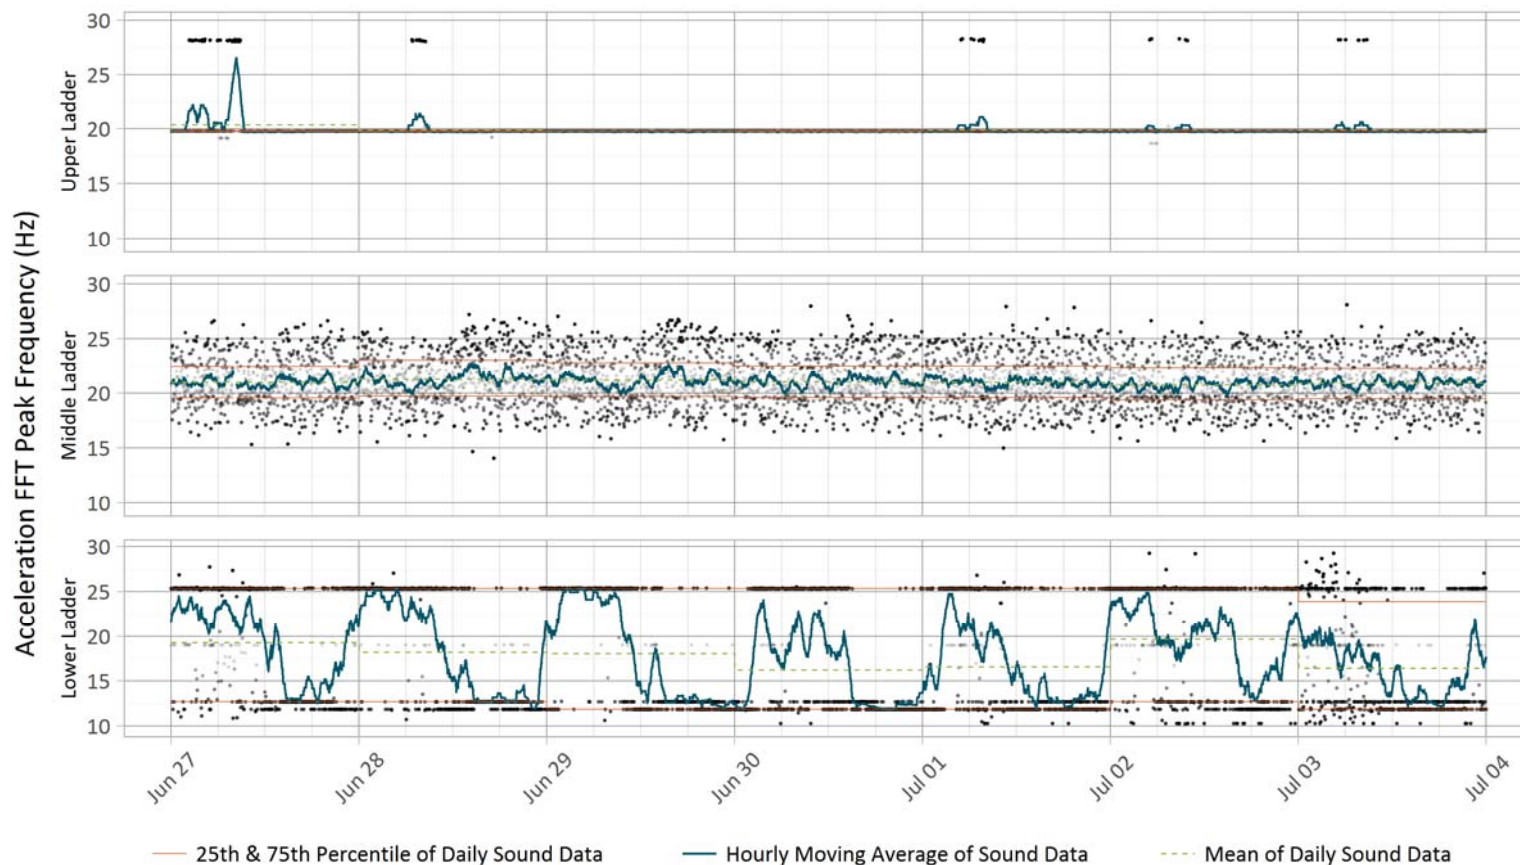 Acceleration FFT Peak Frequency (Hz)
Upper Ladder
30
25
20
15
10
Middle Ladder
30
25
20
15
10
Lower Ladder
30
25
20
15
10
Jun 27
Jun 28
Jun 29
Jun 30
Jul 01
Jul 02
Jul 03
Jul 04
25th & 75th Percentile of Daily Sound Data
Hourly Moving Average of Sound Data
Mean of Daily Sound Data